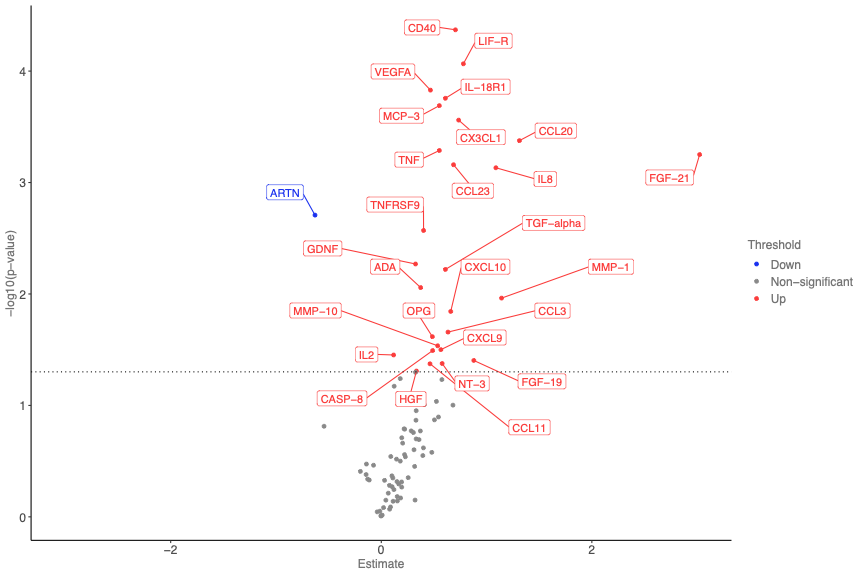 CD40
LIF-R
4
VEGFA
IL-18R1
MCP-3
CX3CL1
CCL20
TNF
CCL23
IL8
FGF-21
3
ARTN
TNFRSF9
TGF-alpha
GDNF
ADA
CXCL10
MMP-1
2
MMP-10
OPG
CCL3
CXCL9
IL2
CASP-8
HGF
NT-3
FGF-19
1
CCL11
0
-log10(p-value)
-2
0
2
Estimate
Threshold
Down
Non-significant
Up